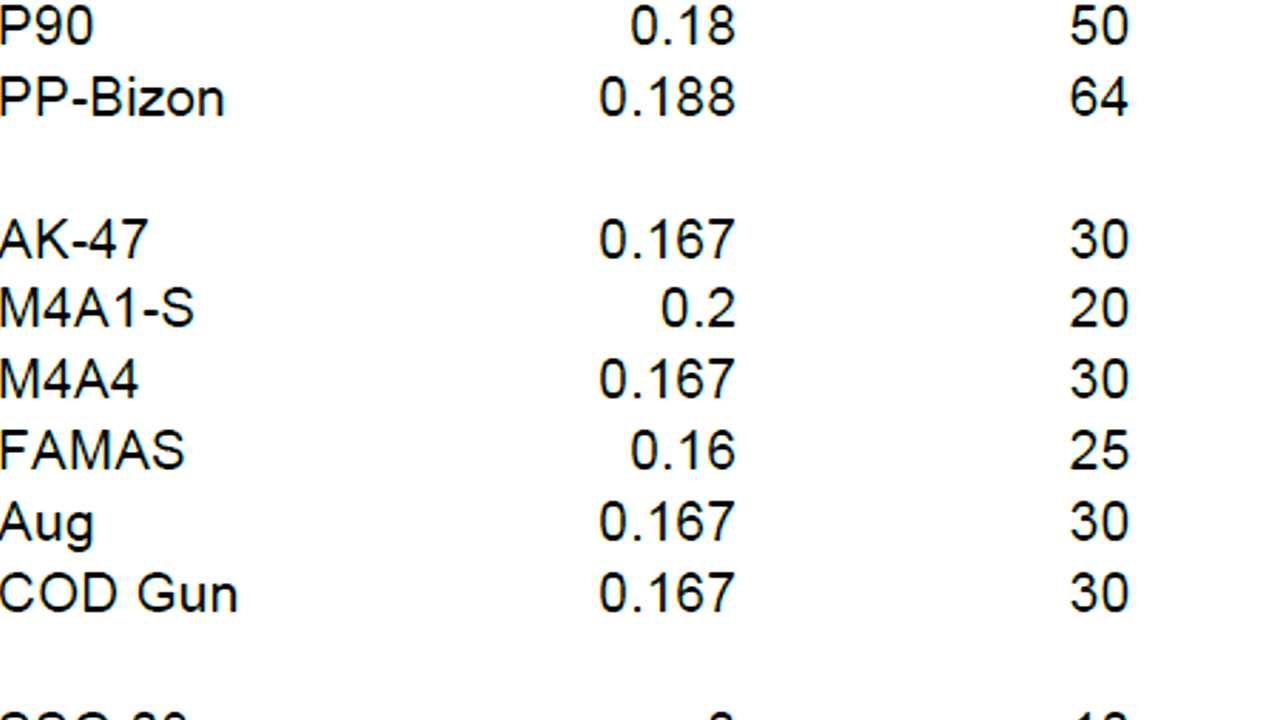 P90 0.18 50
PP-Bizon 0.188 64
AK-47 0.167 30
M4A1-S 0.2 20
M4A4 0.167 30
FAMAS 0.16 25
Aug 0.167 30
COD Gun 0.167 30